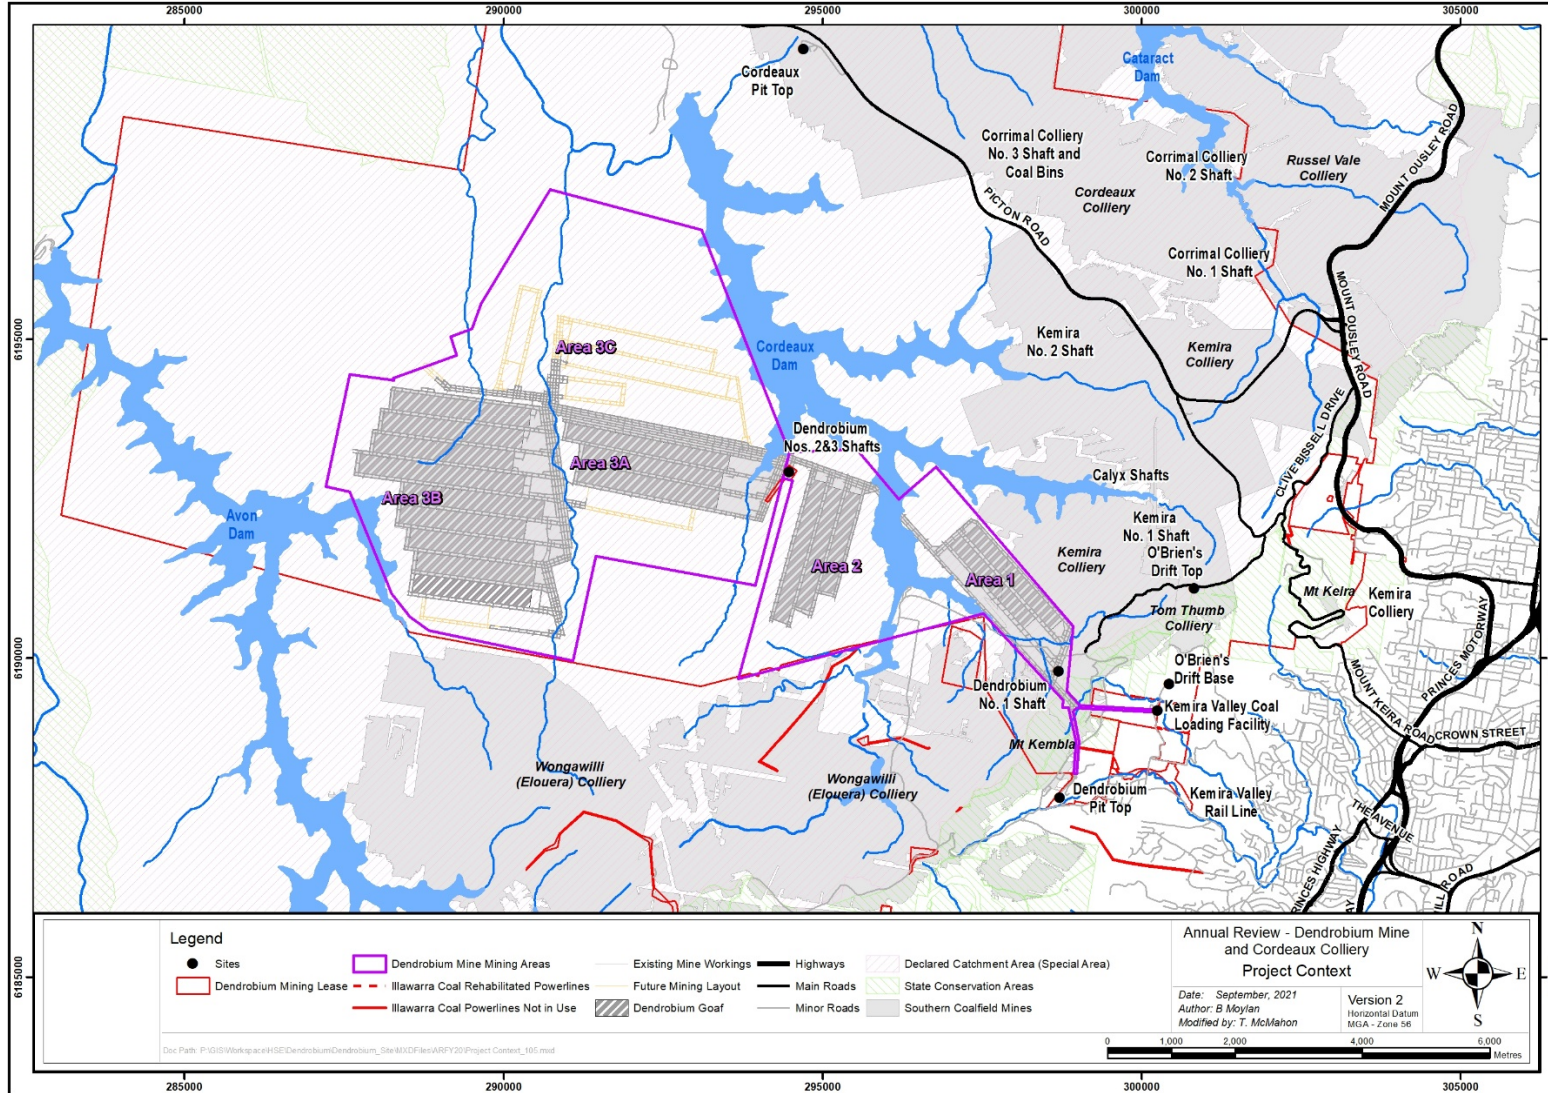 285000
290000
295000
300000
305000
Cordeaux
Pit Top
Cataract
Dam
Corrimal Colliery
No. 3 Shaft and
Coal Bins
Corrimal Colliery
No. 2 Shaft
Russel Vale
Colliery
MOUNT OUSLEY ROAD
Cordeaux
Colliery
PICTON ROAD
Corrimal Colliery
No. 1 Shaft
MOUNT OUSLEY ROAD
6195000
6195000
Area 3C
Cordeaux
Dam
Kemira
No. 2 Shaft
Kemira
Colliery
CLIVE BISSELL DRIVE
Dendrobium
Nos. 2&3 Shafts
Area 3A
Area 3B
Calyx Shafts
Avon
Dam
Kemira
No. 1 Shaft
O'Brien's
Drift Top
Kemira
Colliery
Area 2
Area 1
Mt Keira
Kemira
Colliery
Tom Thumb
Colliery
PRINCES MOTORWAY
6190000
6190000
O'Brien's
Drift Base
MOUNT KEIRA ROAD
Dendrobium
No. 1 Shaft
Kemira Valley Coal
Loading Facility
CROWN STREET
Mt Kembla
Wongawilli
(Elouera) Colliery
Wongawilli
(Elouera) Colliery
Dendrobium
Pit Top
Kemira Valley
Rail Line
THE AVENUE
PRINCES HIGHWAY
6185000
6185000
Legend
Sites
Dendrobium Mining Lease
Dendrobium Mine Mining Areas
Illawarra Coal Rehabilitated Powerlines
Illawarra Coal Powerlines Not in Use
Existing Mine Workings
Future Mining Layout
Dendrobium Goaf
Highways
Main Roads
Minor Roads
Declared Catchment Area (Special Area)
State Conservation Areas
Southern Coalfield Mines
Annual Review - Dendrobium Mine
and Cordeaux Colliery
Project Context
Date: September, 2021
Author: B Moylan
Modified by: T. McMahon
Version 2
Horizontal Datum
MGA - Zone 56
N
W
E
S
0 1,000 2,000 4,000 6,000
Metres
285000
290000
295000
300000
305000